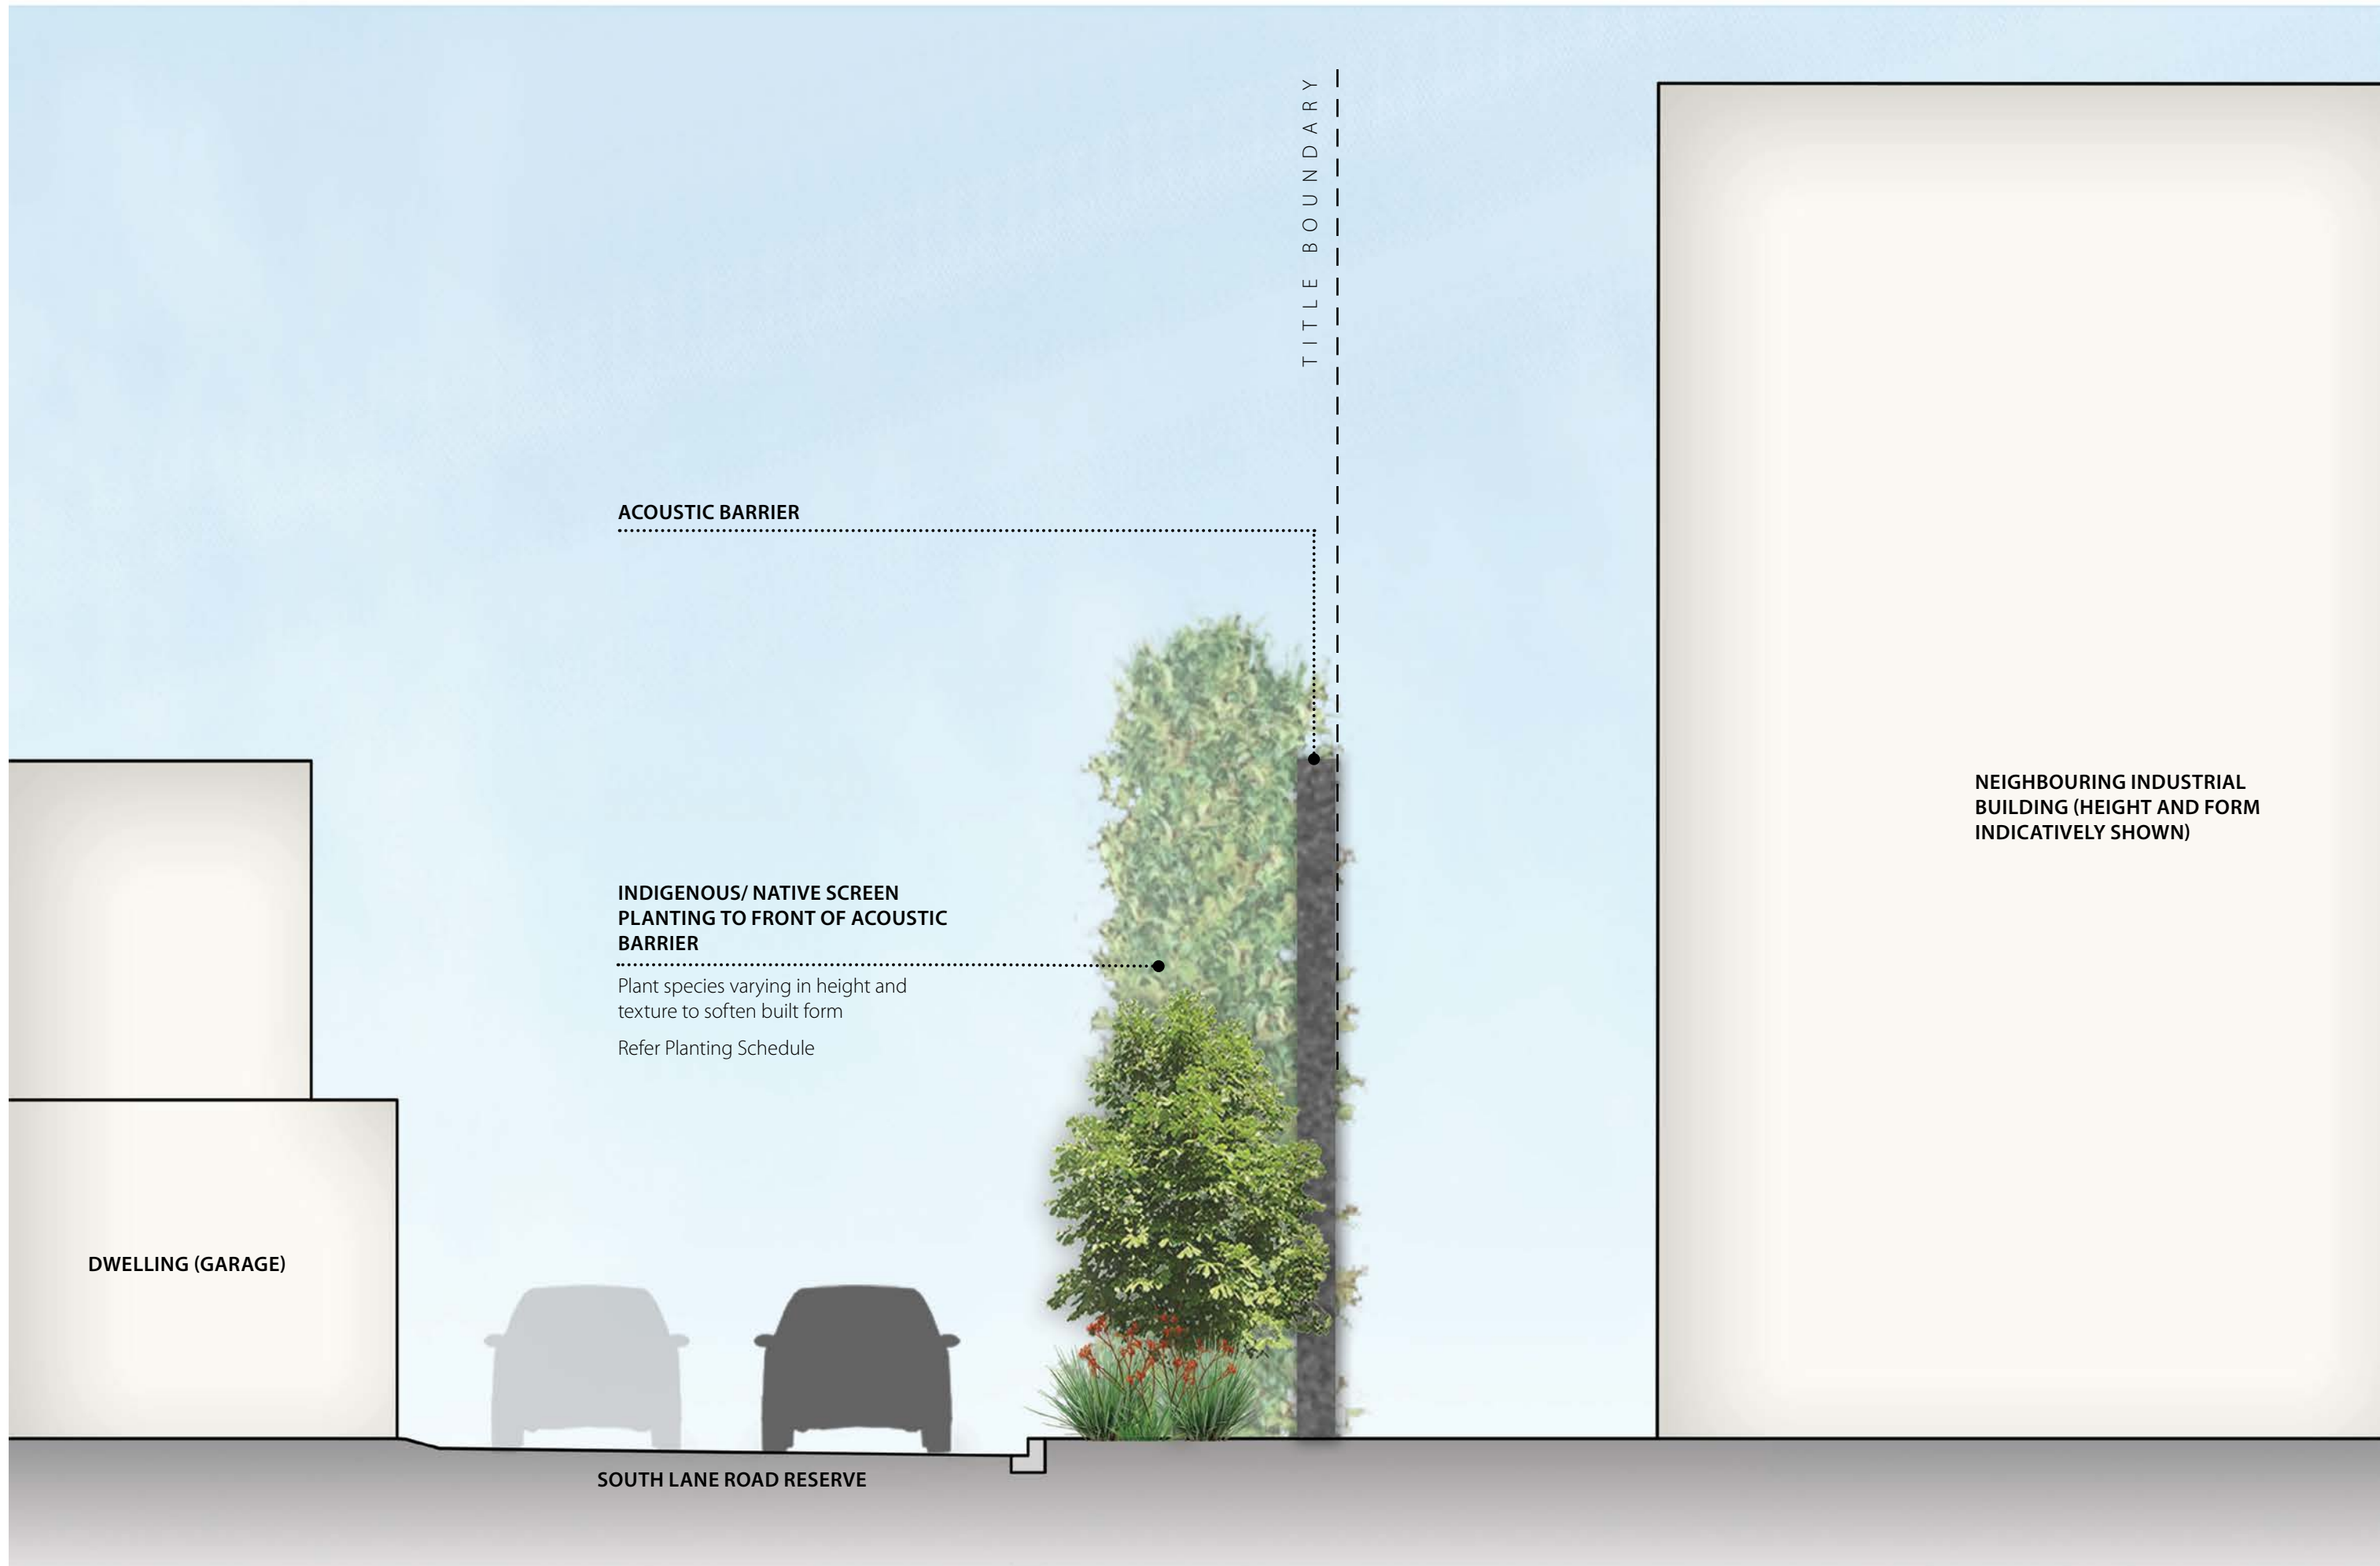 TITLE BOUNDARY
ACOUSTIC BARRIER
INDIGENOUS/ NATIVE SCREEN
PLANTING TO FRONT OF ACOUSTIC
BARRIER
Plant species varying in height and
texture to soften built form
Refer Planting Schedule
NEIGHBOURING INDUSTRIAL
BUILDING (HEIGHT AND FORM
INDICATIVELY SHOWN)
DWELLING (GARAGE)
SOUTH LANE ROAD RESERVE